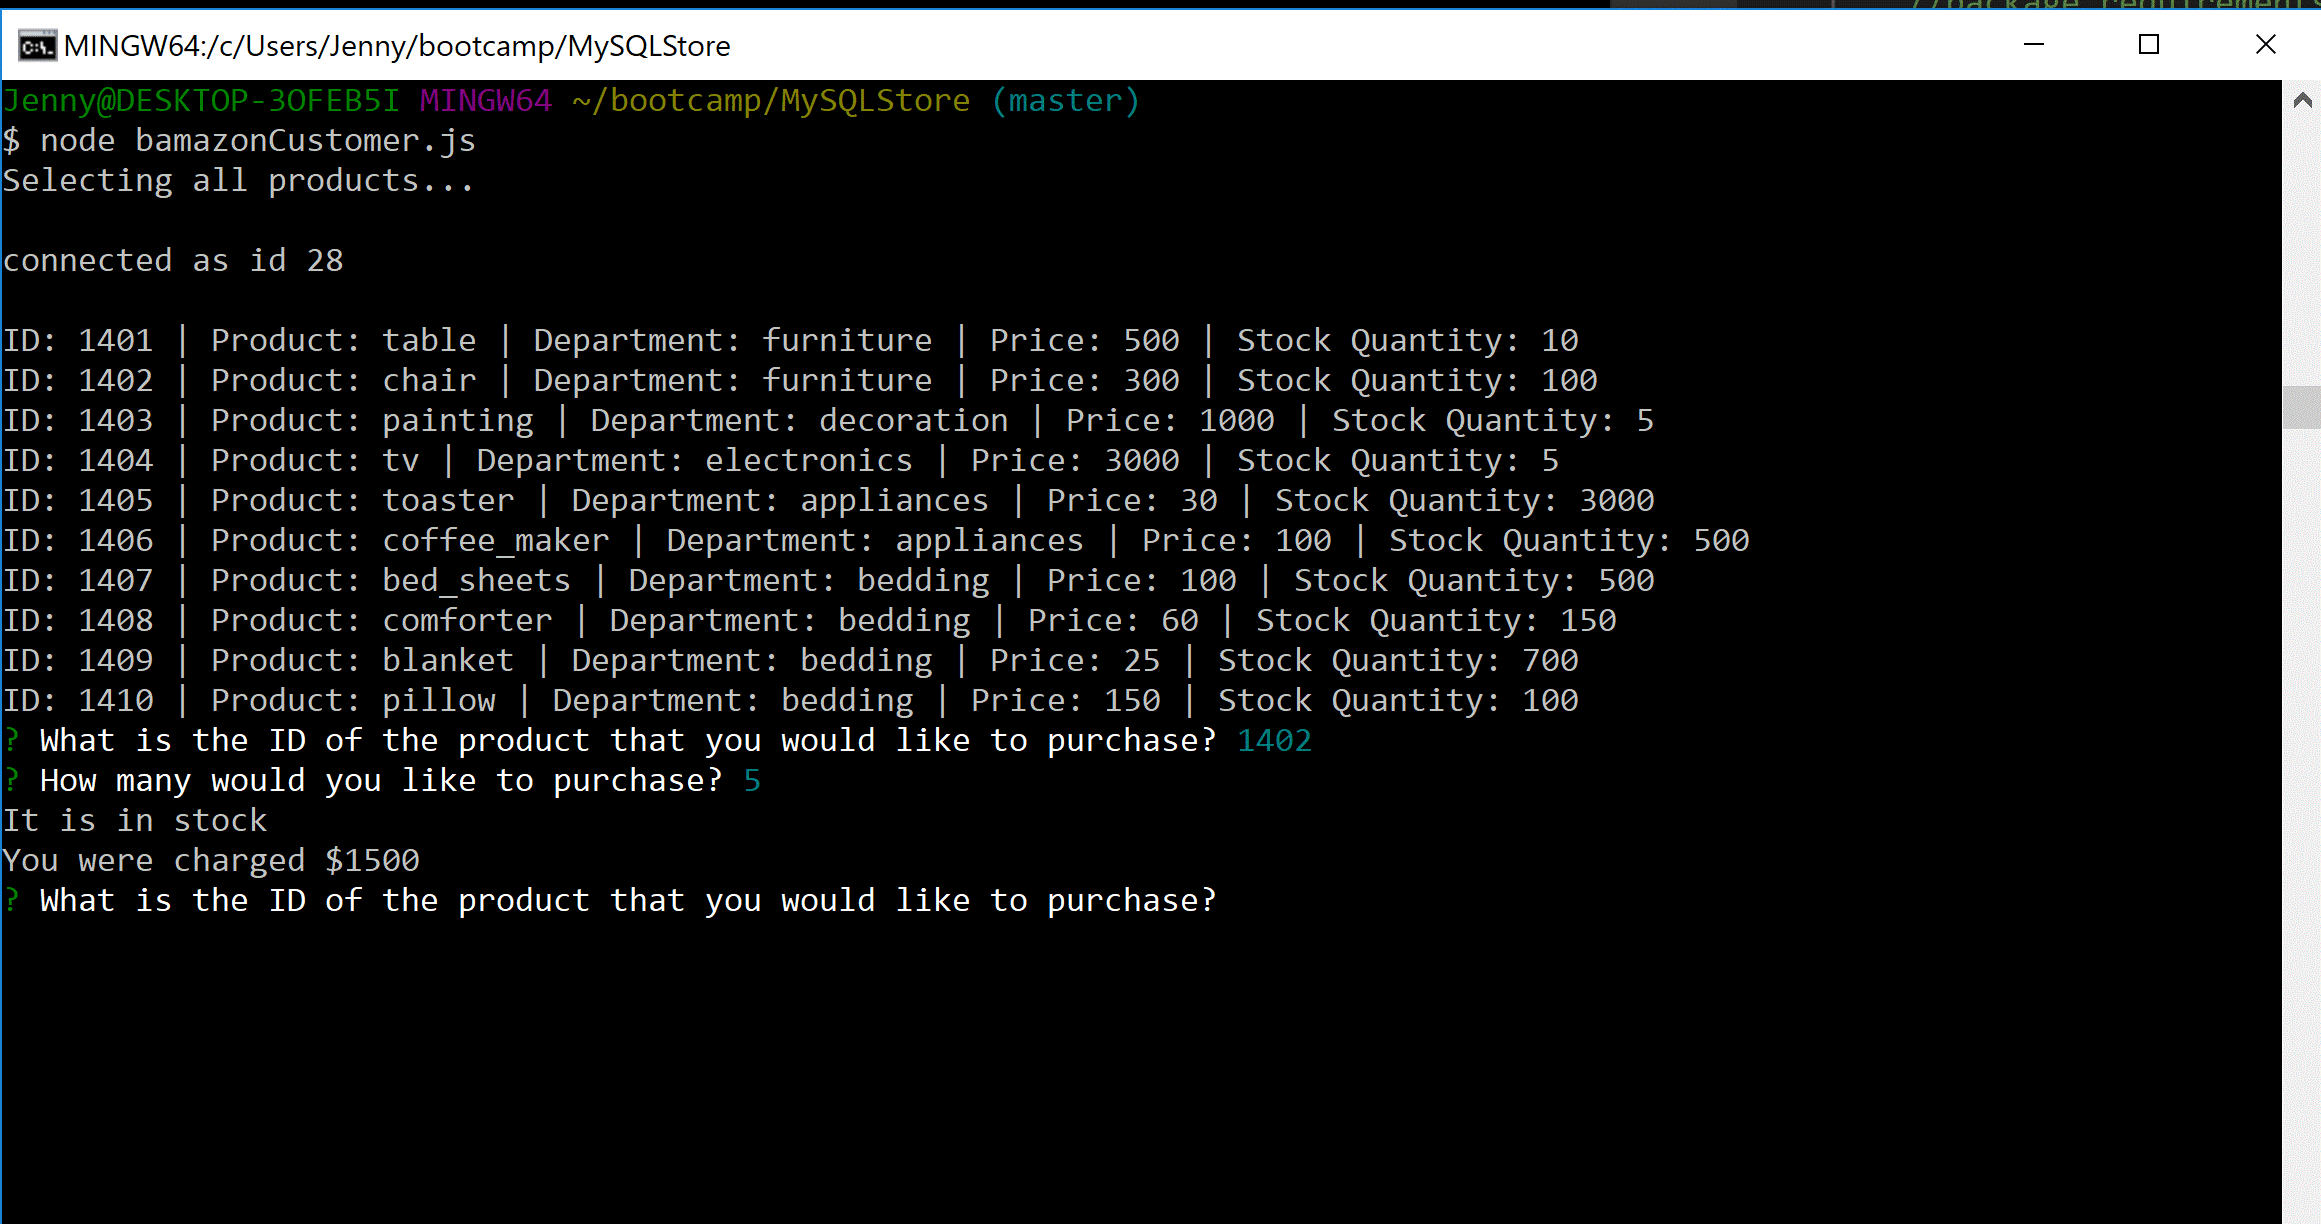 //package requirements
C:\.
MINGW64:/c/Users/Jenny/bootcamp/MySQLStore
Jenny@DESKTOP-3OFEB5I MINGW64 ~/bootcamp/MySQLStore (master)
$ node bamazonCustomer.js
Selecting all products...
connected as id 28
ID: 1401 | Product: table | Department: furniture | Price: 500 | Stock Quantity: 10
ID: 1402 | Product: chair | Department: furniture | Price: 300 | Stock Quantity: 100
ID: 1403 | Product: painting | Department: decoration | Price: 1000 | Stock Quantity: 5
ID: 1404 | Product: tv | Department: electronics | Price: 3000 | Stock Quantity: 5
ID: 1405 | Product: toaster | Department: appliances | Price: 30 | Stock Quantity: 3000
ID: 1406 | Product: coffee_maker | Department: appliances | Price: 100 | Stock Quantity: 500
ID: 1407 | Product: bed_sheets | Department: bedding | Price: 100 | Stock Quantity: 500
ID: 1408 | Product: comforter | Department: bedding | Price: 60 | Stock Quantity: 150
ID: 1409 | Product: blanket | Department: bedding | Price: 25 | Stock Quantity: 700
ID: 1410 | Product: pillow | Department: bedding | Price: 150 | Stock Quantity: 100
? What is the ID of the product that you would like to purchase? 1402
? How many would you like to purchase? 5
It is in stock
You were charged $1500
? What is the ID of the product that you would like to purchase?